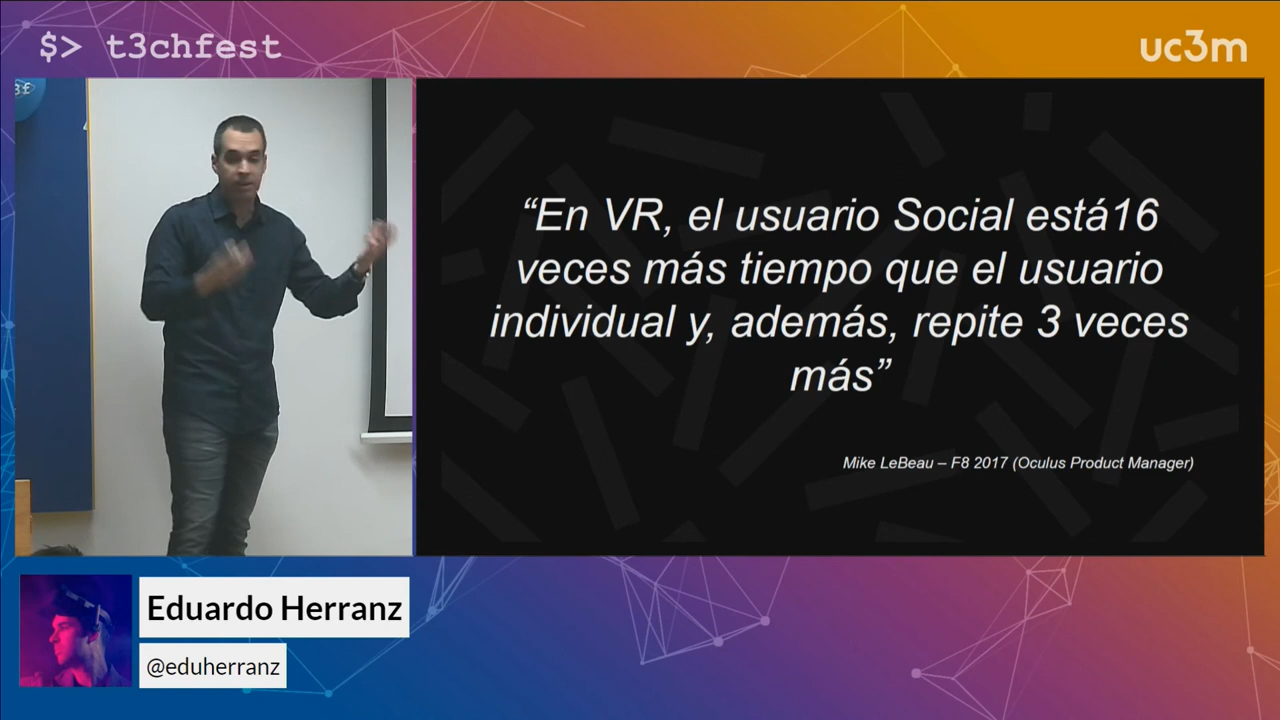 $> t3chfest
uc3m
“En VR, el usuario Social está16
veces más tiempo que el usuario
individual y, además, repite 3 veces
más”
Mike LeBeau – F8 2017 (Oculus Product Manager)
Eduardo Herranz
@eduherranz